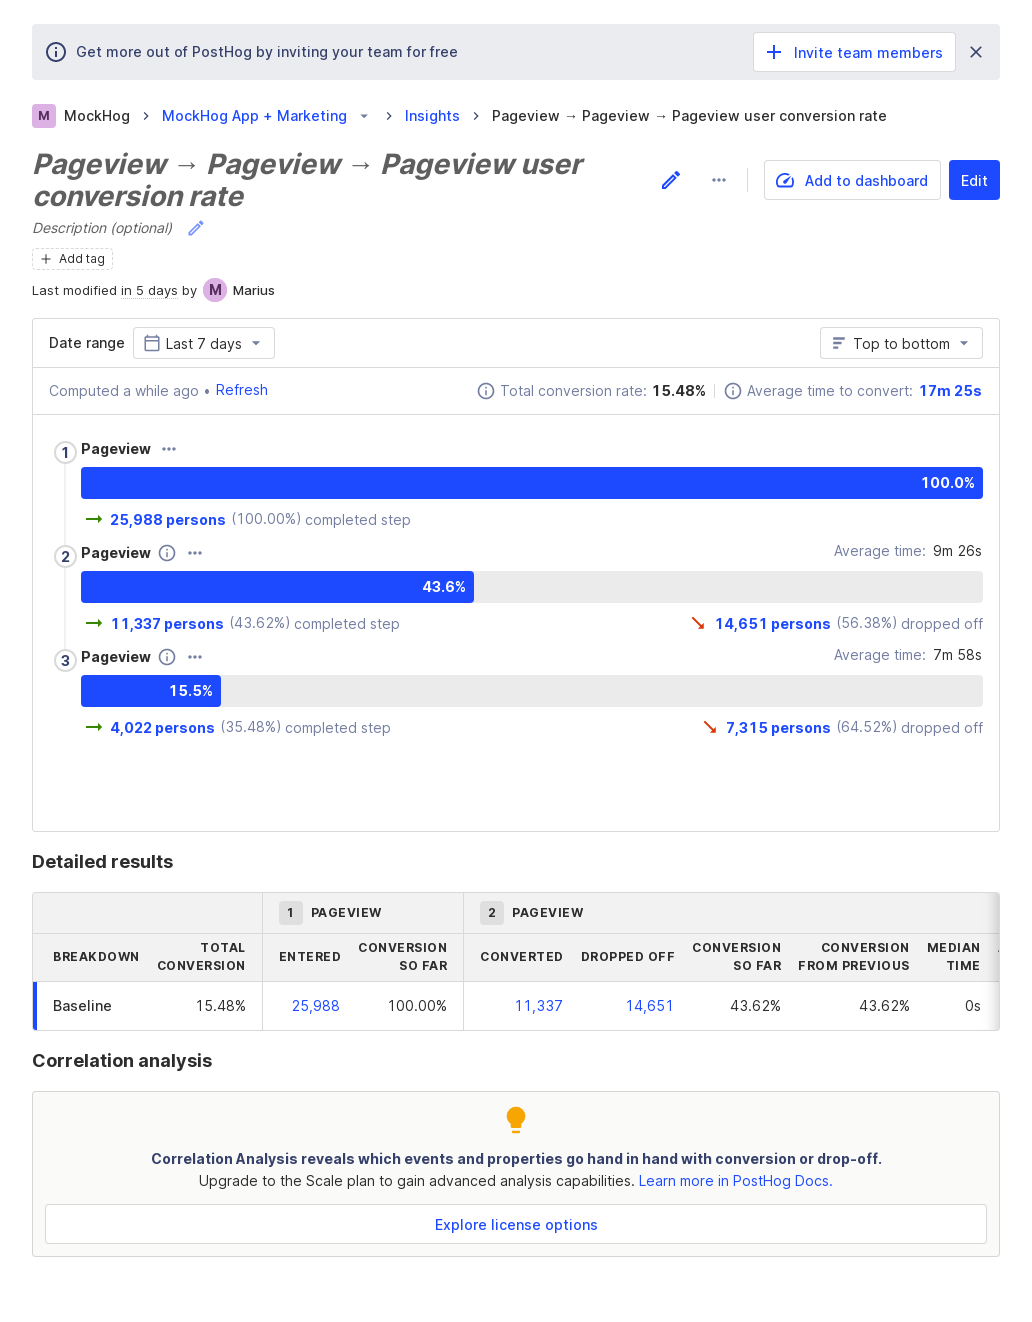 Get more out of PostHog by inviting your team for free
Invite team members
M MockHog > MockHog App + Marketing > Insights > Pageview → Pageview → Pageview user conversion rate
Pageview → Pageview → Pageview user
conversion rate
Add to dashboard
Edit
Description (optional)
Add tag
Last modified in 5 days by M Marius
Date range Last 7 days
Top to bottom
Computed a while ago • Refresh
Total conversion rate: 15.48%
Average time to convert: 17m 25s
1 Pageview
100.0%
25,988 persons (100.00%) completed step
2 Pageview
Average time: 9m 26s
43.6%
11,337 persons (43.62%) completed step
14,651 persons (56.38%) dropped off
3 Pageview
Average time: 7m 58s
15.5%
4,022 persons (35.48%) completed step
7,315 persons (64.52%) dropped off
Detailed results
1 PAGEVIEW
2 PAGEVIEW
BREAKDOWN
TOTAL
CONVERSION
ENTERED
CONVERSION
SO FAR
CONVERTED
DROPPED OFF
CONVERSION
SO FAR
CONVERSION
FROM PREVIOUS
MEDIAN
TIME
Baseline 15.48% 25,988 100.00% 11,337 14,651 43.62% 43.62% 0s
Correlation analysis
Correlation Analysis reveals which events and properties go hand in hand with conversion or drop-off.
Upgrade to the Scale plan to gain advanced analysis capabilities. Learn more in PostHog Docs.
Explore license options